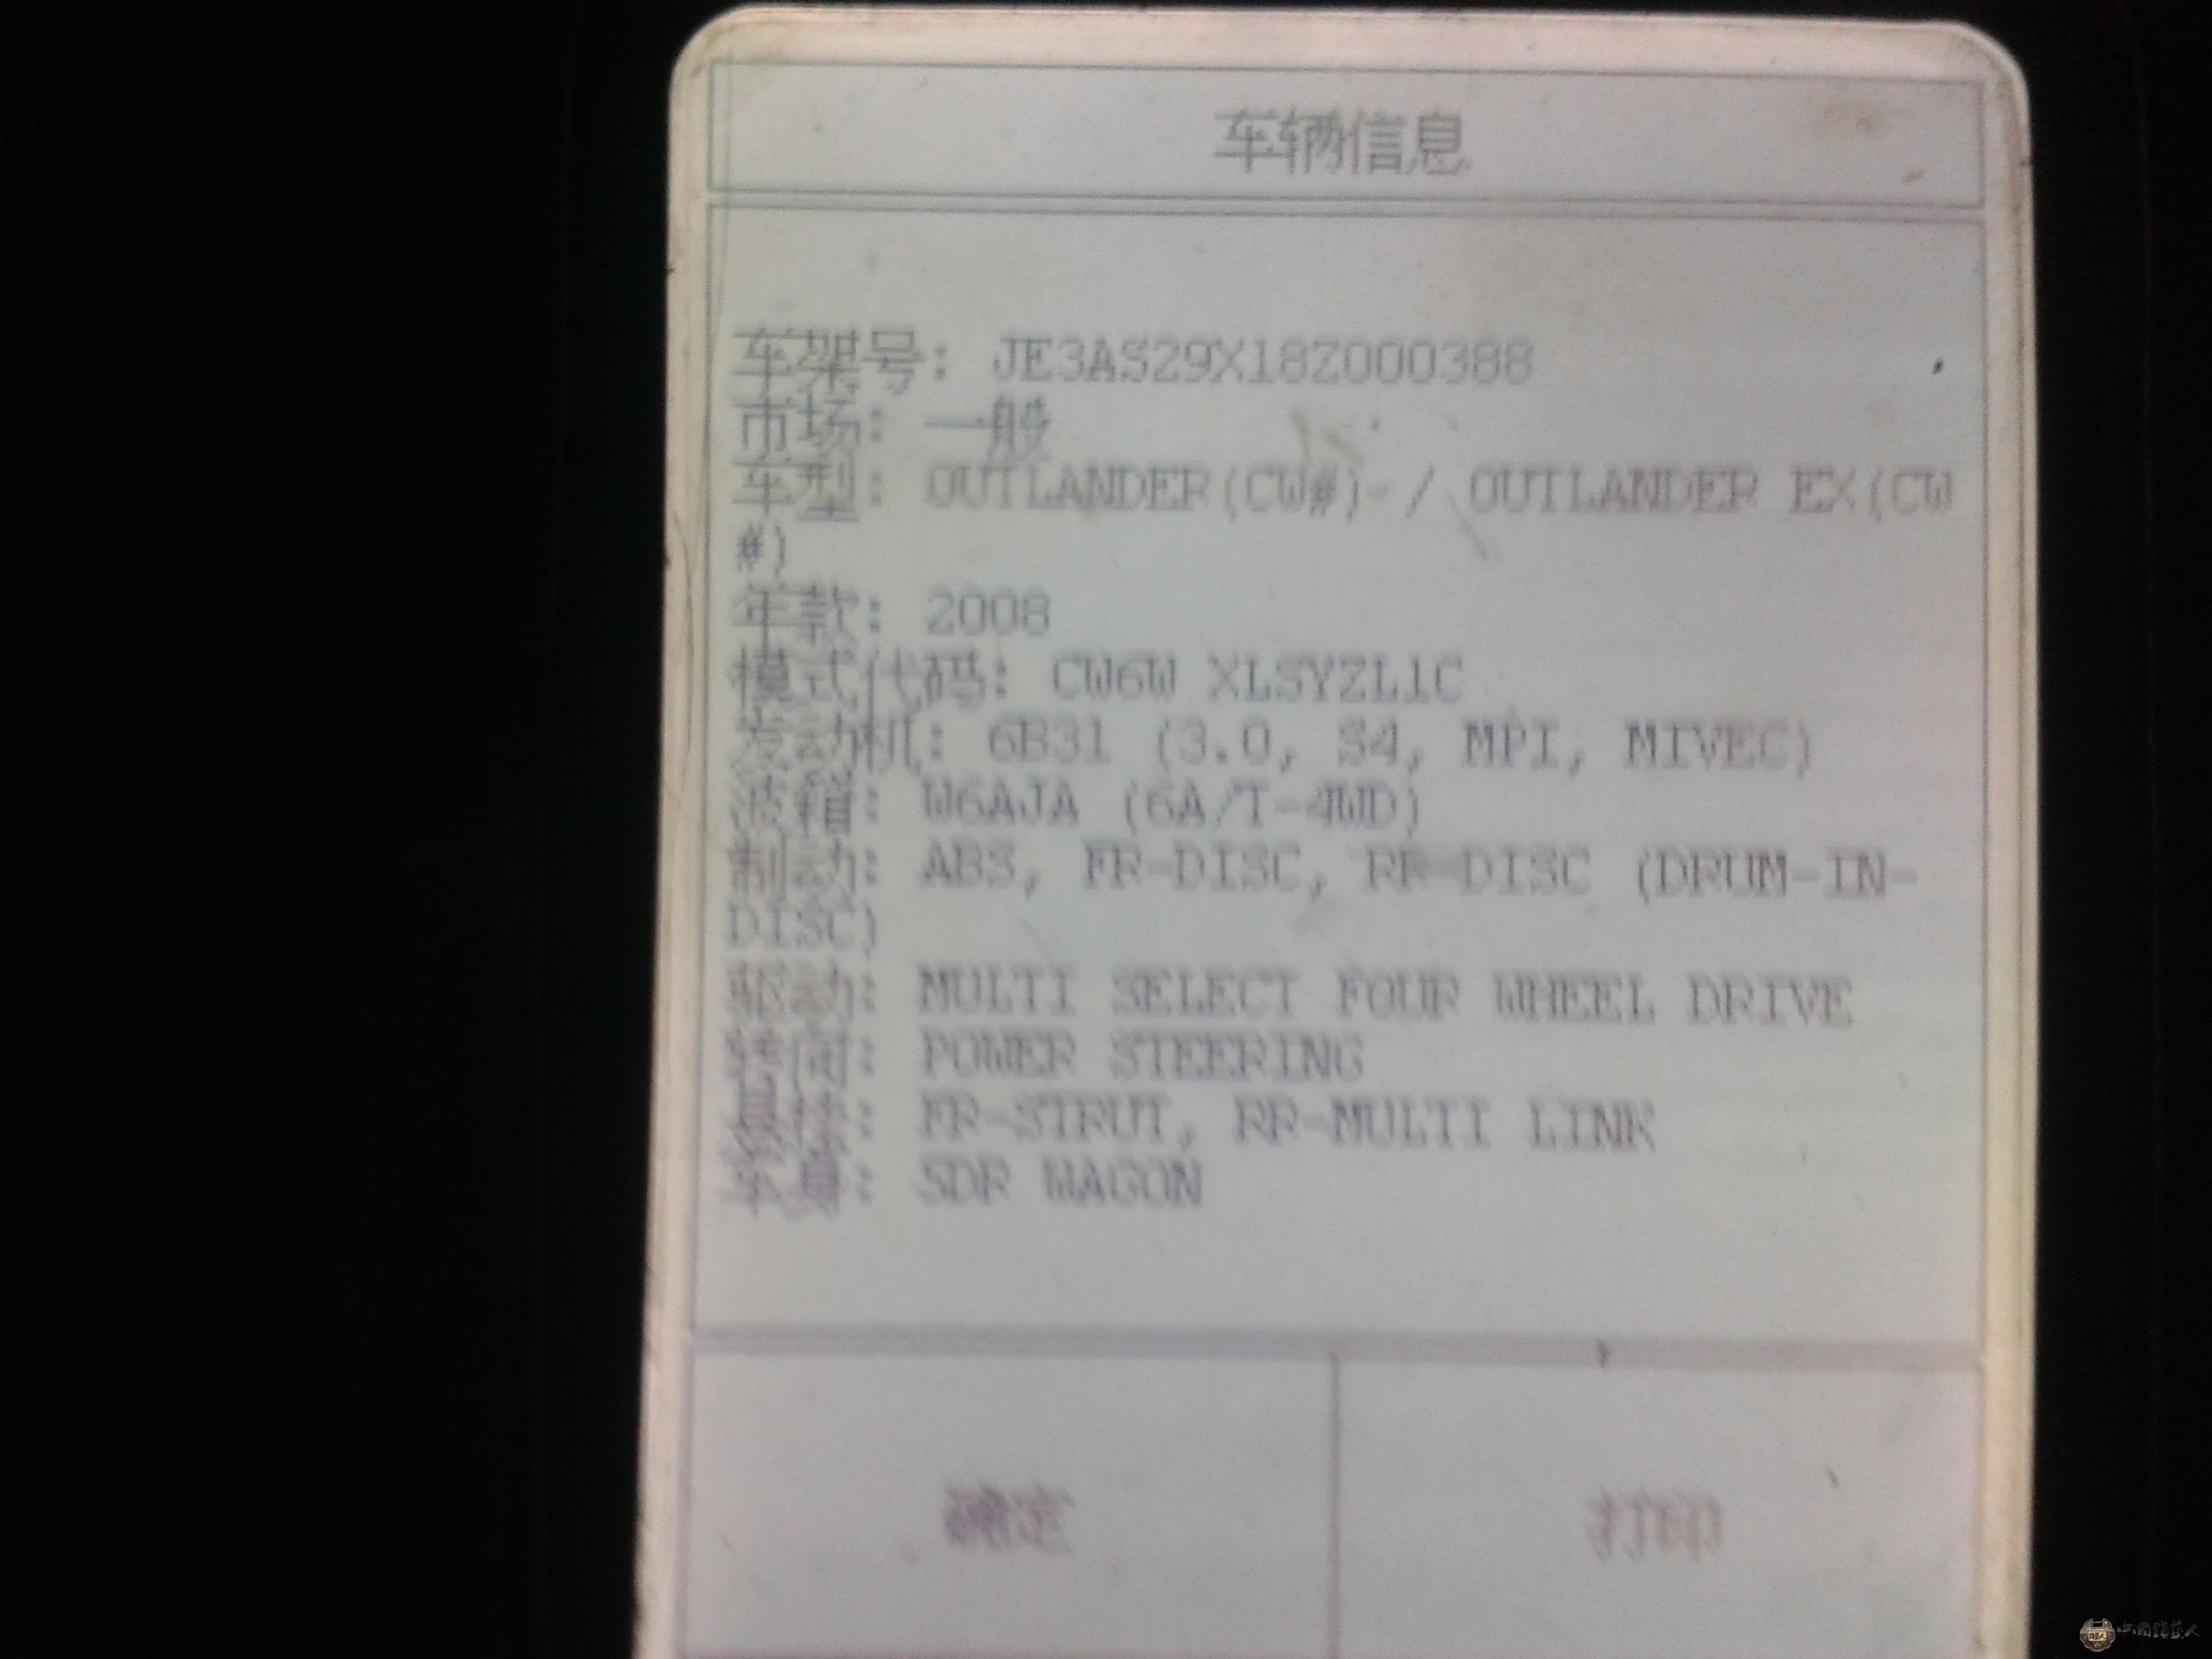 车辆信息
车架号: JE3AS29X18Z000388
市场: 一般
车型: OUTLANDER(CW#) / OUTLANDER EX(CW
#)
年款: 2008
模式代码: CW6W XLSYZL1C
发动机: 6B31 (3.0, S4, MPI, MIVEC)
波箱: W6AJA (6A/T-4WD)
制动: ABS, FR-DISC, RR-DISC (DRUM-IN-
DISC)
驱动: MULTI SELECT FOUR WHEEL DRIVE
转向: POWER STEERING
悬挂: FR-STRUT, RR-MULTI LINK
车身: 5DR WAGON
确定
打印